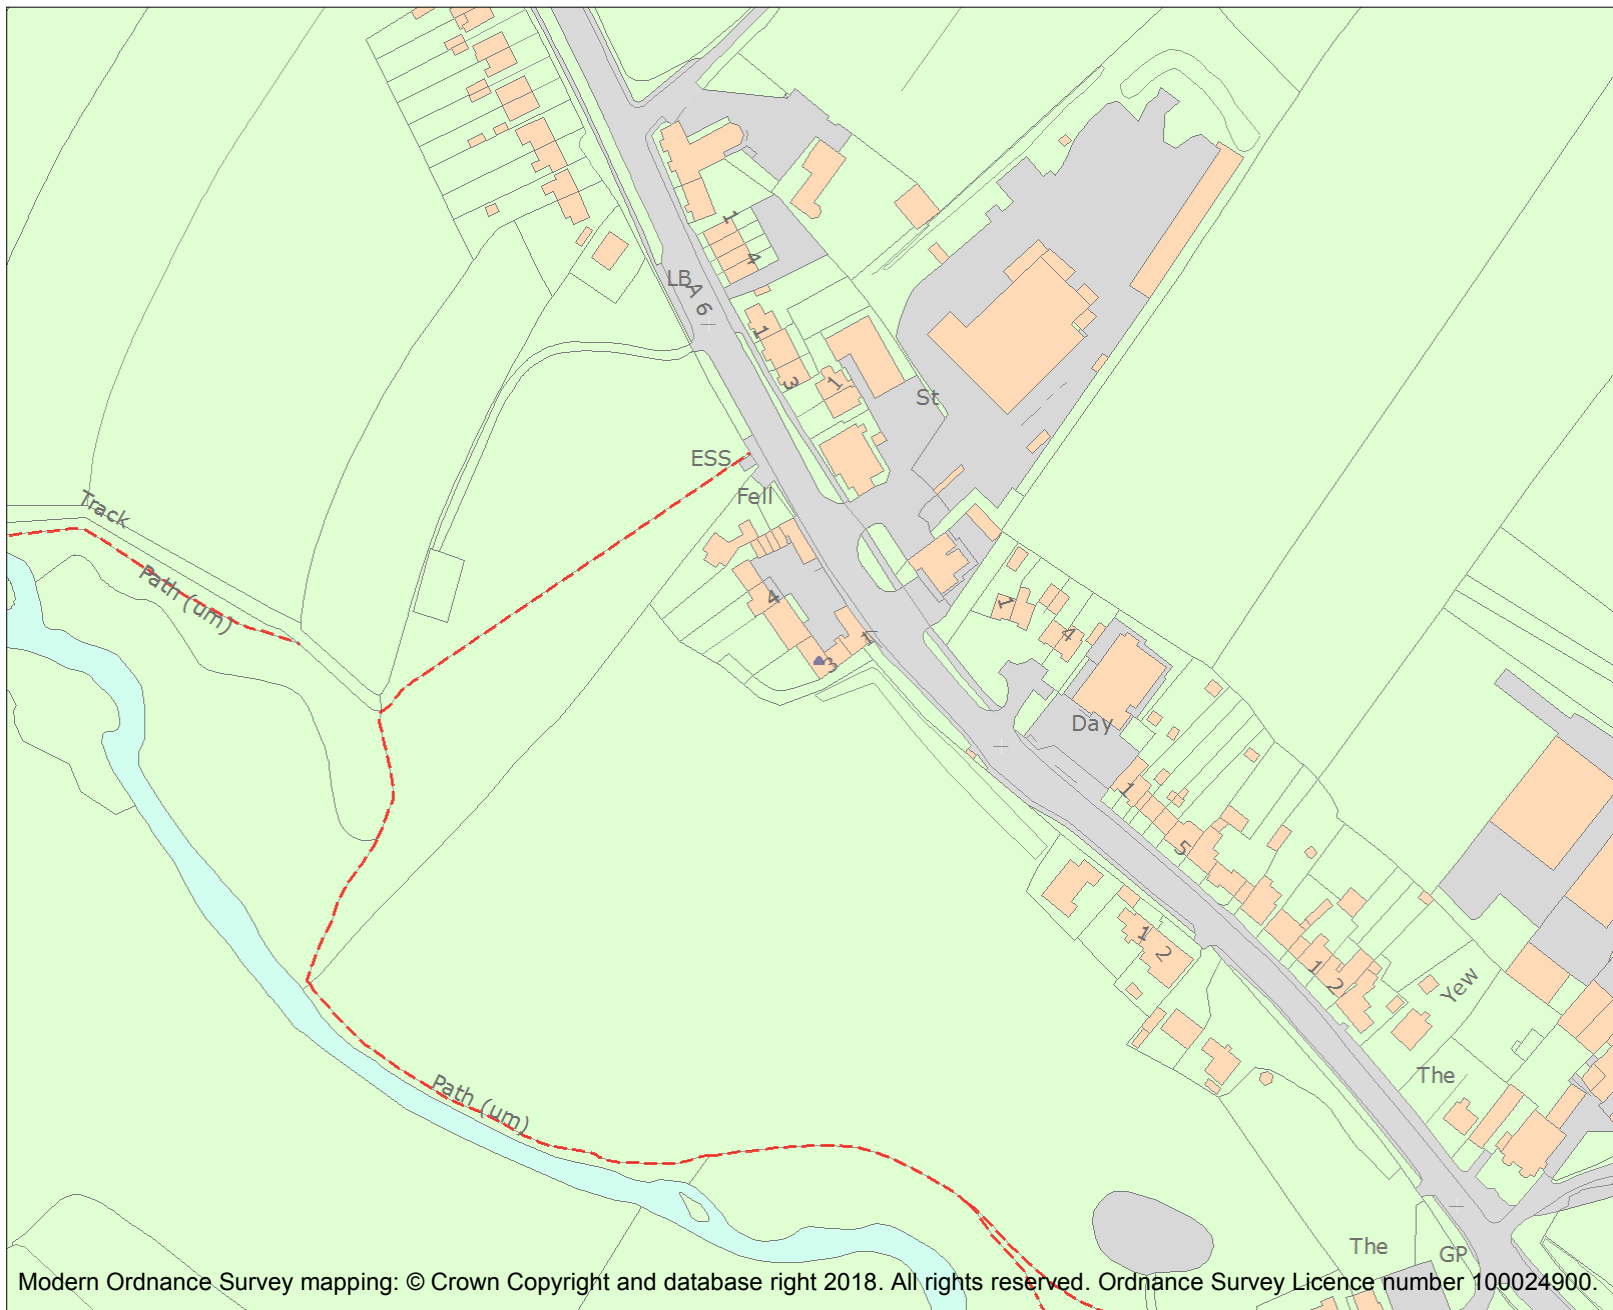 1
4
LB
A 6
1
3
1
St
ESS
Fell
Track
Path (um)
4
1
4
3
1
Day
1
5
1
2
1
2
Yew
The
Path (um)
The
GP
Modern Ordnance Survey mapping: © Crown Copyright and database right 2018. All rights reserved. Ordnance Survey Licence number 100024900.